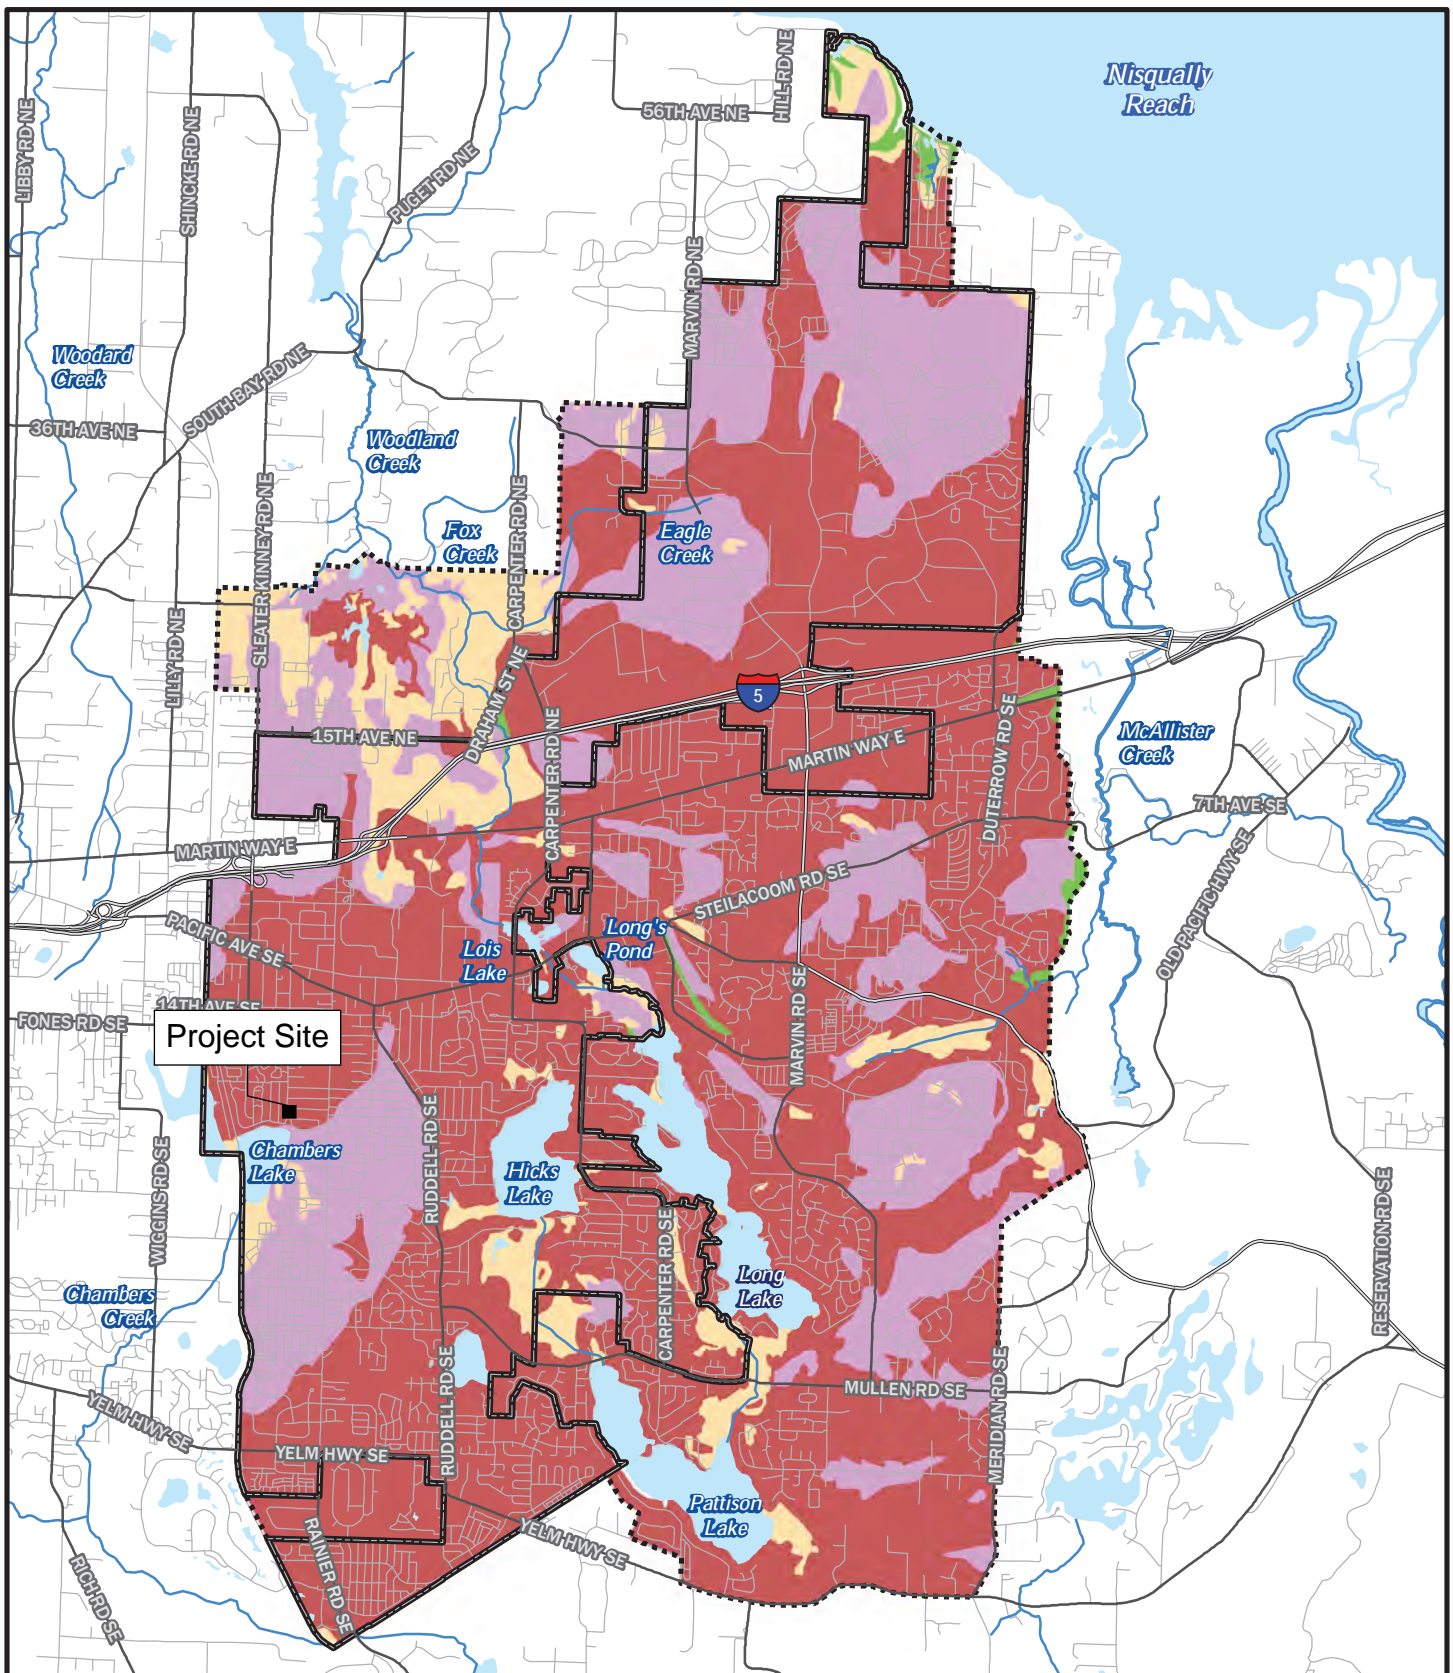 Nisqually
Reach
HILL RD NE
56TH AVE NE
LIBBY RD NE
SHINCKE RD NE
PUGET RD NE
MARVIN RD NE
Woodard
Creek
SOUTH BAY RD NE
36TH AVE NE
Woodland
Creek
SLEATER KINNEY RD NE
CARPENTER RD NE
Fox
Creek
Eagle
Creek
LILLY RD NE
DRAHAM ST NE
5
DUTERROW RD SE
McAllister
Creek
15TH AVE NE
CARPENTER RD NE
MARTIN WAY E
7TH AVE SE
MARTIN WAY E
OLD PACIFIC HWY SE
STEILACOOM RD SE
PACIFIC AVE SE
Lois
Lake
Long's
Pond
14TH AVE SE
FONES RD SE
MARVIN RD SE
Project Site
RUDDELL RD SE
Chambers
Lake
Hicks
Lake
WIGGINS RD SE
CARPENTER RD SE
RESERVATION RD SE
Long
Lake
Chambers
Creek
RUDDELL RD SE
MULLEN RD SE
MERIDIAN RD SE
YELM HWY SE
YELM HWY SE
Pattison
Lake
YELM HWY SE
RAINIER RD SE
RICH RD SE